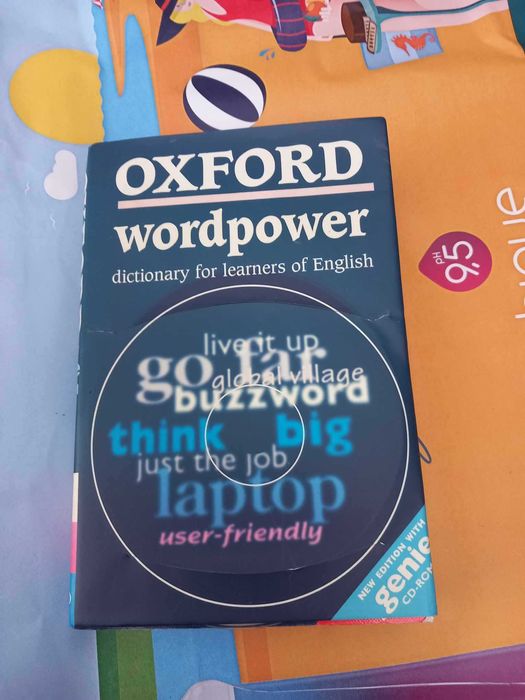 OXFORD
wordpower
dictionary for learners of English
live it up
go far
global village
buzzword
think big
just the job
laptop
user-friendly
NEW EDITION WITH
genie
CD-ROM
pH
9,5